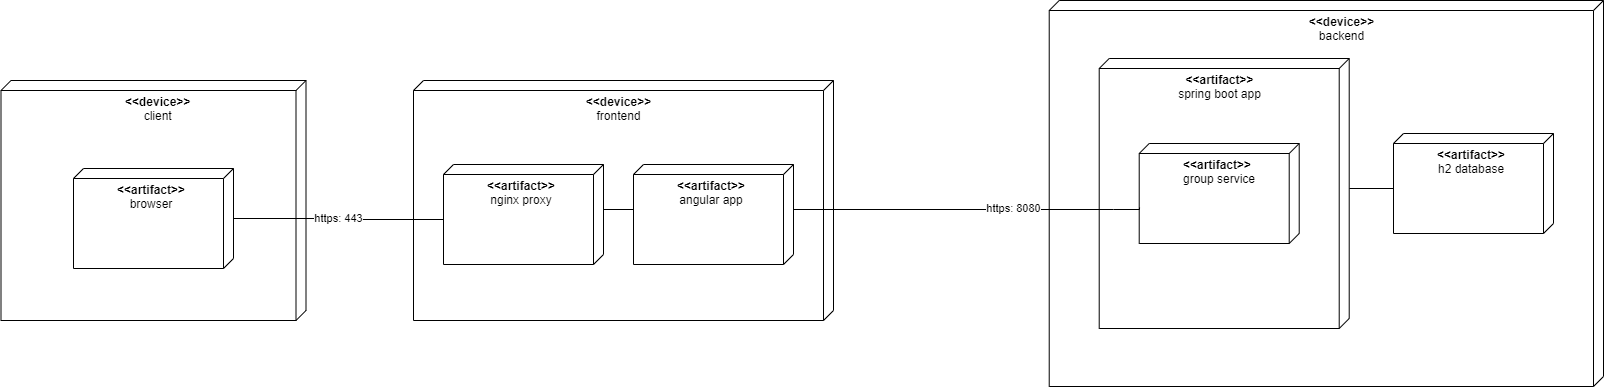 <<device>>
client
<<artifact>>
browser
https: 443
<<device>>
frontend
<<artifact>>
nginx proxy
<<artifact>>
angular app
https: 8080
<<device>>
backend
<<artifact>>
spring boot app
<<artifact>>
group service
<<artifact>>
h2 database